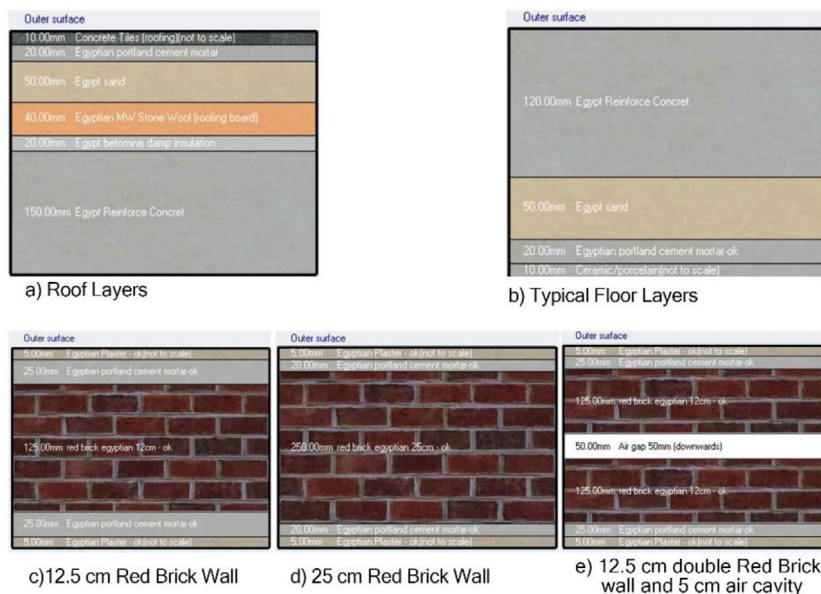 Outer surface
10.00mm Concrete Tiles (roofing)(not to scale)
20.00mm Egyptian portland cement mortar
50.00mm Egypt sand
40.00mm Egyptian MW Stone Wool (roofing board)
20.00mm Egypt betomine damp insulation
150.00mm Egypt Reinforce Concret
a) Roof Layers
Outer surface
120.00mm Egypt Reinforce Concret
50.00mm Egypt sand
20.00mm Egyptian portland cement mortar-ok
10.00mm Ceramic/porcelain(not to scale)
b) Typical Floor Layers
Outer surface
5.00mm Egyptian Plaster - ok(not to scale)
25.00mm Egyptian portland cement mortar-ok
125.00mm red brick egyptian 12cm - ok
25.00mm Egyptian portland cement mortar-ok
5.00mm Egyptian Plaster - ok(not to scale)
c)12.5 cm Red Brick Wall
Outer surface
5.00mm Egyptian Plaster - ok(not to scale)
20.00mm Egyptian portland cement mortar-ok
250.00mm red brick egyptian 25cm - ok
20.00mm Egyptian portland cement mortar-ok
5.00mm Egyptian Plaster - ok(not to scale)
d) 25 cm Red Brick Wall
Outer surface
5.00mm Egyptian Plaster - ok(not to scale)
25.00mm Egyptian portland cement mortar-ok
125.00mm red brick egyptian 12cm - ok
50.00mm Air gap 50mm (downwards)
125.00mm red brick egyptian 12cm - ok
25.00mm Egyptian portland cement mortar-ok
5.00mm Egyptian Plaster - ok(not to scale)
e) 12.5 cm double Red Brick
wall and 5 cm air cavity